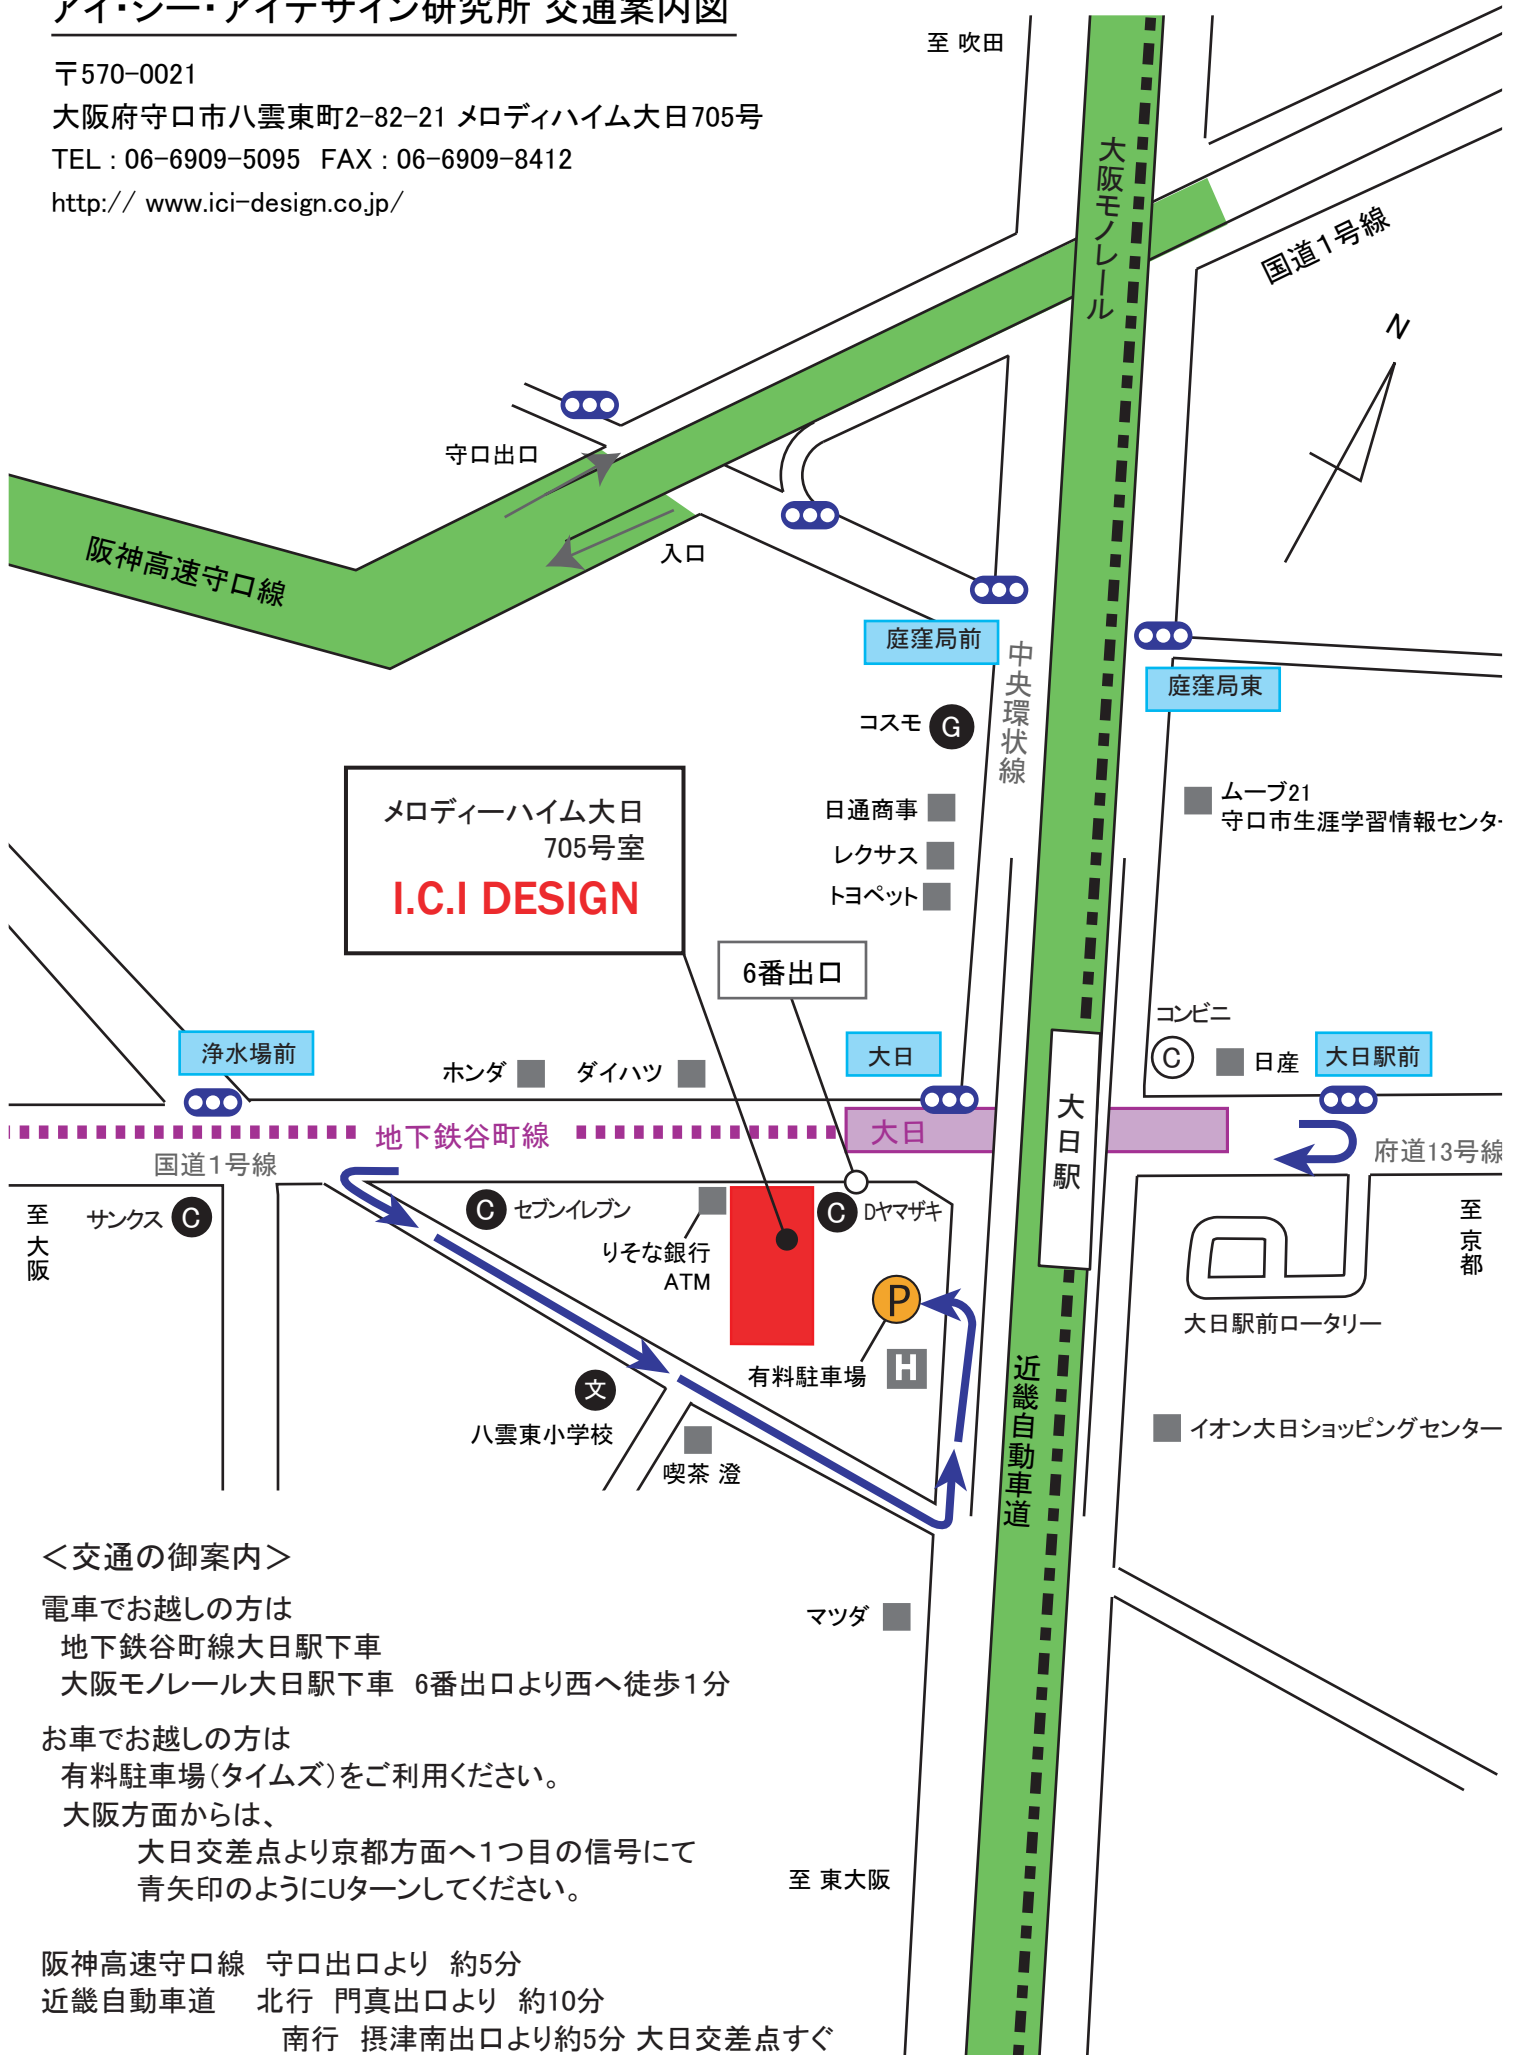 アイ・シー・アイデザイン研究所 交通案内図
〒570-0021
大阪府守口市八雲東町2-82-21 メロディハイム大日705号
TEL : 06-6909-5095 FAX : 06-6909-8412
http:// www.ici-design.co.jp/
至 吹田
大阪モノレール
国道1号線
N
守口出口
入口
阪神高速守口線
庭窪局前
中央環状線
庭窪局東
コスモ G
日通商事
レクサス
トヨペット
ムーブ21
守口市生涯学習情報センター
メロディーハイム大日
705号室
I.C.I DESIGN
6番出口
浄水場前
ホンダ
ダイハツ
大日
コンビニ
C
日産
大日駅前
地下鉄谷町線
大日
大日駅
国道1号線
府道13号線
至 大阪
サンクス C
C セブンイレブン
りそな銀行
ATM
C Dヤマザキ
至 京都
P
有料駐車場
H
大日駅前ロータリー
近畿自動車道
文
八雲東小学校
喫茶 澄
イオン大日ショッピングセンター
マツダ
至 東大阪
＜交通の御案内＞
電車でお越しの方は
地下鉄谷町線大日駅下車
大阪モノレール大日駅下車 6番出口より西へ徒歩１分
お車でお越しの方は
有料駐車場（タイムズ）をご利用ください。
大阪方面からは、
大日交差点より京都方面へ１つ目の信号にて
青矢印のようにUターンしてください。
阪神高速守口線 守口出口より 約5分
近畿自動車道 北行 門真出口より 約10分
南行 摂津南出口より約5分 大日交差点すぐ